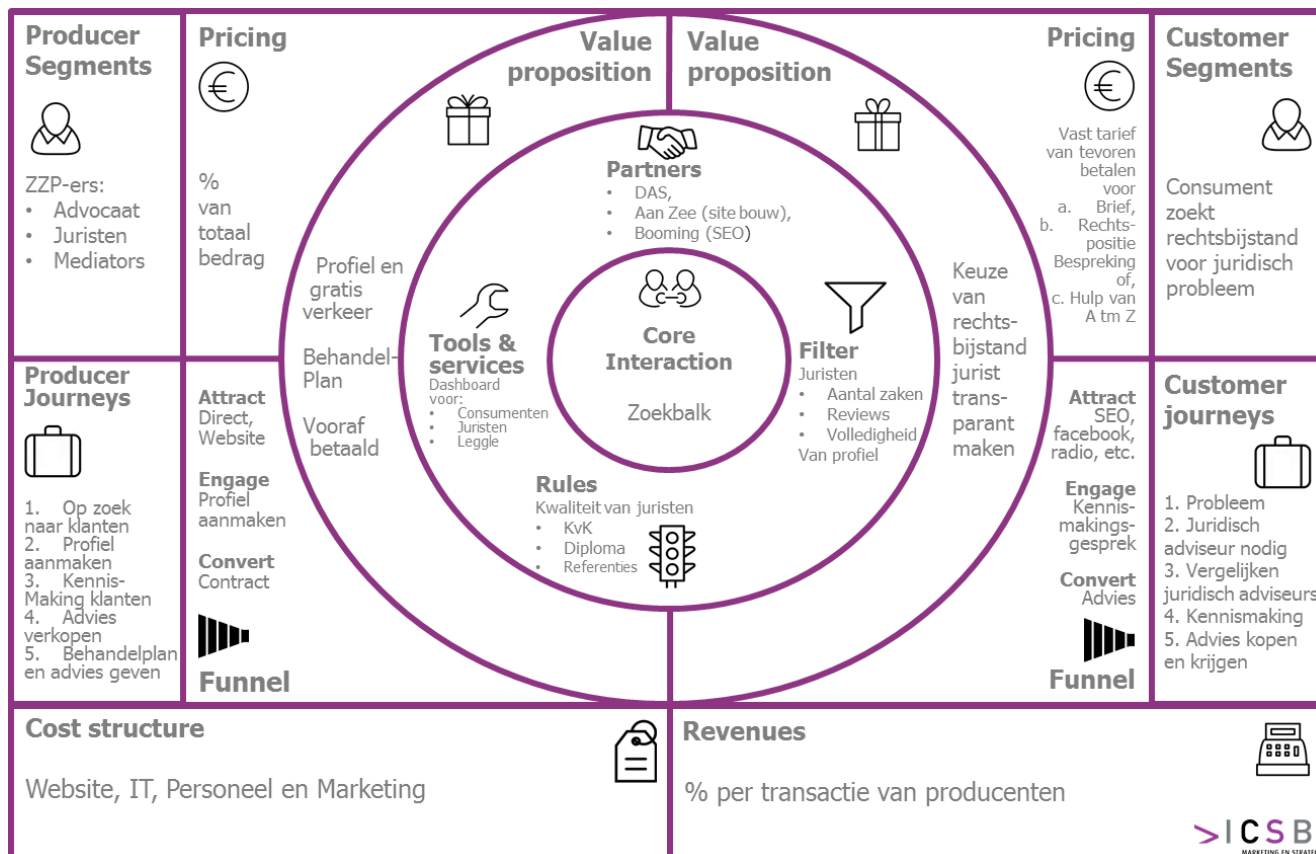 Producer
Segments
ZZP-ers:
• Advocaat
• Juristen
• Mediators
Pricing
%
van
totaal
bedrag
Value
proposition
Profiel en
gratis
verkeer
Behandel-
Plan
Vooraf
betaald
Value
proposition
Keuze
van
rechts-
bijstand
jurist
trans-
parant
maken
Pricing
Vast tarief
van tevoren
betalen
voor
a. Brief,
b. Rechts-
positie
Bespreking
of,
c. Hulp van
A tm Z
Customer
Segments
Consument
zoekt
rechtsbijstand
voor juridisch
probleem
Partners
• DAS,
• Aan Zee (site bouw),
• Booming (SEO)
Tools &
services
Dashboard
voor:
• Consumenten
• Juristen
• Leggle
Core
Interaction
Zoekbalk
Filter
Juristen
• Aantal zaken
• Reviews
• Volledigheid
Van profiel
Rules
Kwaliteit van juristen
• KvK
• Diploma
• Referenties
Producer
Journeys
1. Op zoek
naar klanten
2. Profiel
aanmaken
3. Kennis-
Making klanten
4. Advies
verkopen
5. Behandelplan
en advies geven
Attract
Direct,
Website
Engage
Profiel
aanmaken
Convert
Contract
Funnel
Attract
SEO,
facebook,
radio, etc.
Engage
Kennis-
makings-
gesprek
Convert
Advies
Funnel
Customer
journeys
1. Probleem
2. Juridisch
adviseur nodig
3. Vergelijken
juridisch adviseurs
4. Kennismaking
5. Advies kopen
en krijgen
Cost structure
Website, IT, Personeel en Marketing
Revenues
% per transactie van producenten
>ICSB
MARKETING EN STRATE